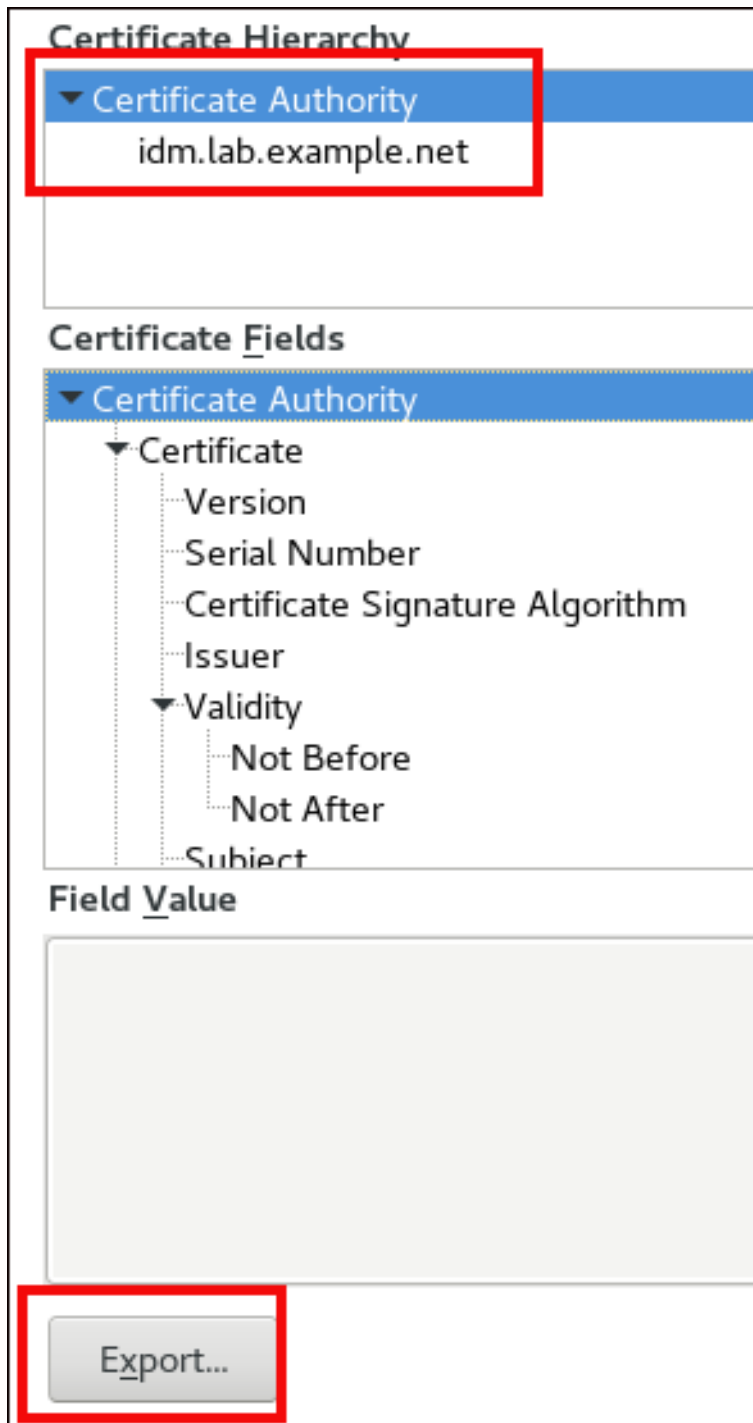 Certificate Hierarchy
Certificate Authority
idm.lab.example.net
Certificate Fields
Certificate Authority
Certificate
Version
Serial Number
Certificate Signature Algorithm
Issuer
Validity
Not Before
Not After
Subject
Field Value
Export...